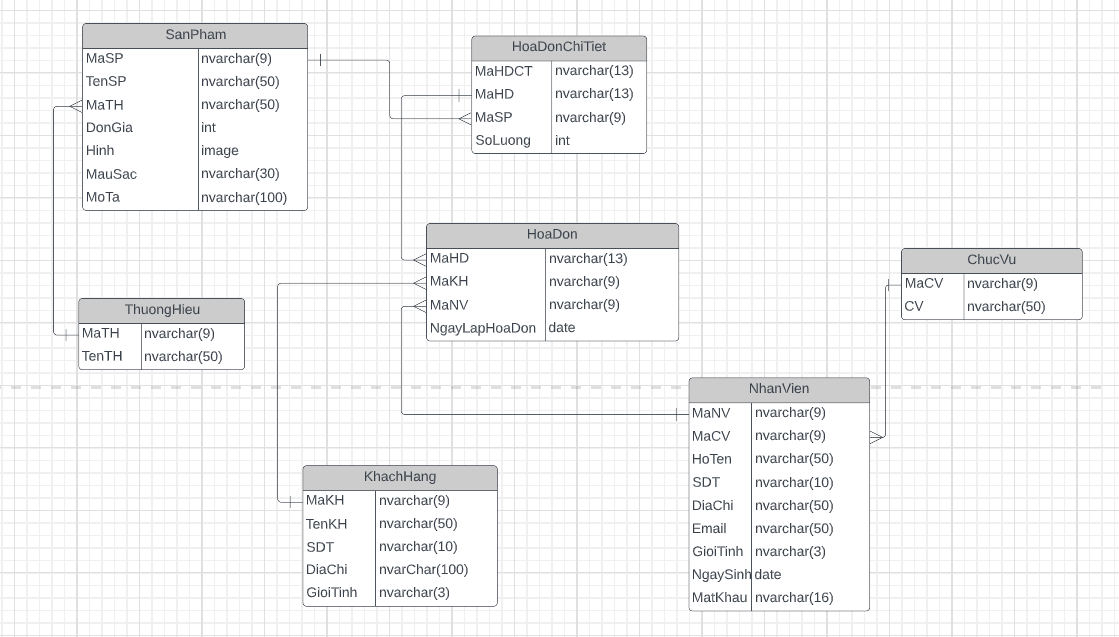 SanPham
MaSP nvarchar(9)
TenSP nvarchar(50)
MaTH nvarchar(50)
DonGia int
Hinh image
MauSac nvarchar(30)
MoTa nvarchar(100)
HoaDonChiTiet
MaHDCT nvarchar(13)
MaHD nvarchar(13)
MaSP nvarchar(9)
SoLuong int
HoaDon
MaHD nvarchar(13)
MaKH nvarchar(9)
MaNV nvarchar(9)
NgayLapHoaDon date
ChucVu
MaCV nvarchar(9)
CV nvarchar(50)
ThuongHieu
MaTH nvarchar(9)
TenTH nvarchar(50)
NhanVien
MaNV nvarchar(9)
MaCV nvarchar(9)
HoTen nvarchar(50)
SDT nvarchar(10)
DiaChi nvarchar(50)
Email nvarchar(50)
GioiTinh nvarchar(3)
NgaySinh date
MatKhau nvarchar(16)
KhachHang
MaKH nvarchar(9)
TenKH nvarchar(50)
SDT nvarchar(10)
DiaChi nvarChar(100)
GioiTinh nvarchar(3)